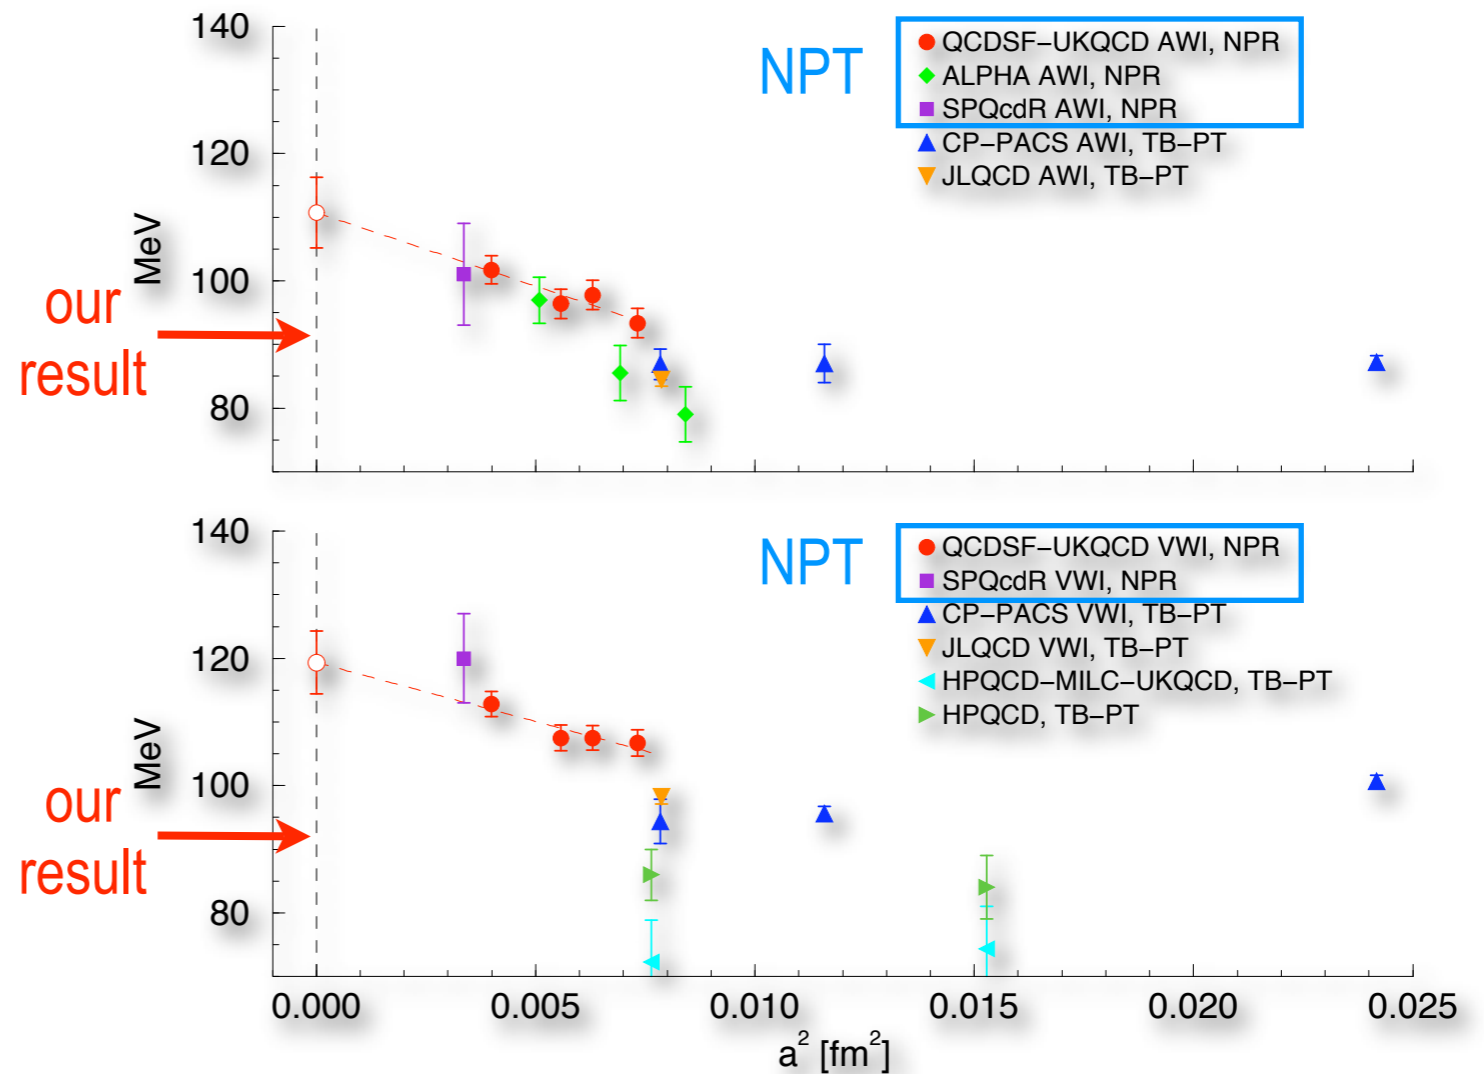 140
120
100
80
MeV
NPT
QCDSF–UKQCD AWI, NPR
ALPHA AWI, NPR
SPQcdR AWI, NPR
CP–PACS AWI, TB–PT
JLQCD AWI, TB–PT
our
result
140
120
100
80
MeV
NPT
QCDSF–UKQCD VWI, NPR
SPQcdR VWI, NPR
CP–PACS VWI, TB–PT
JLQCD VWI, TB–PT
HPQCD–MILC–UKQCD, TB–PT
HPQCD, TB–PT
our
result
0.000 0.005 0.010 0.015 0.020 0.025
a² [fm²]